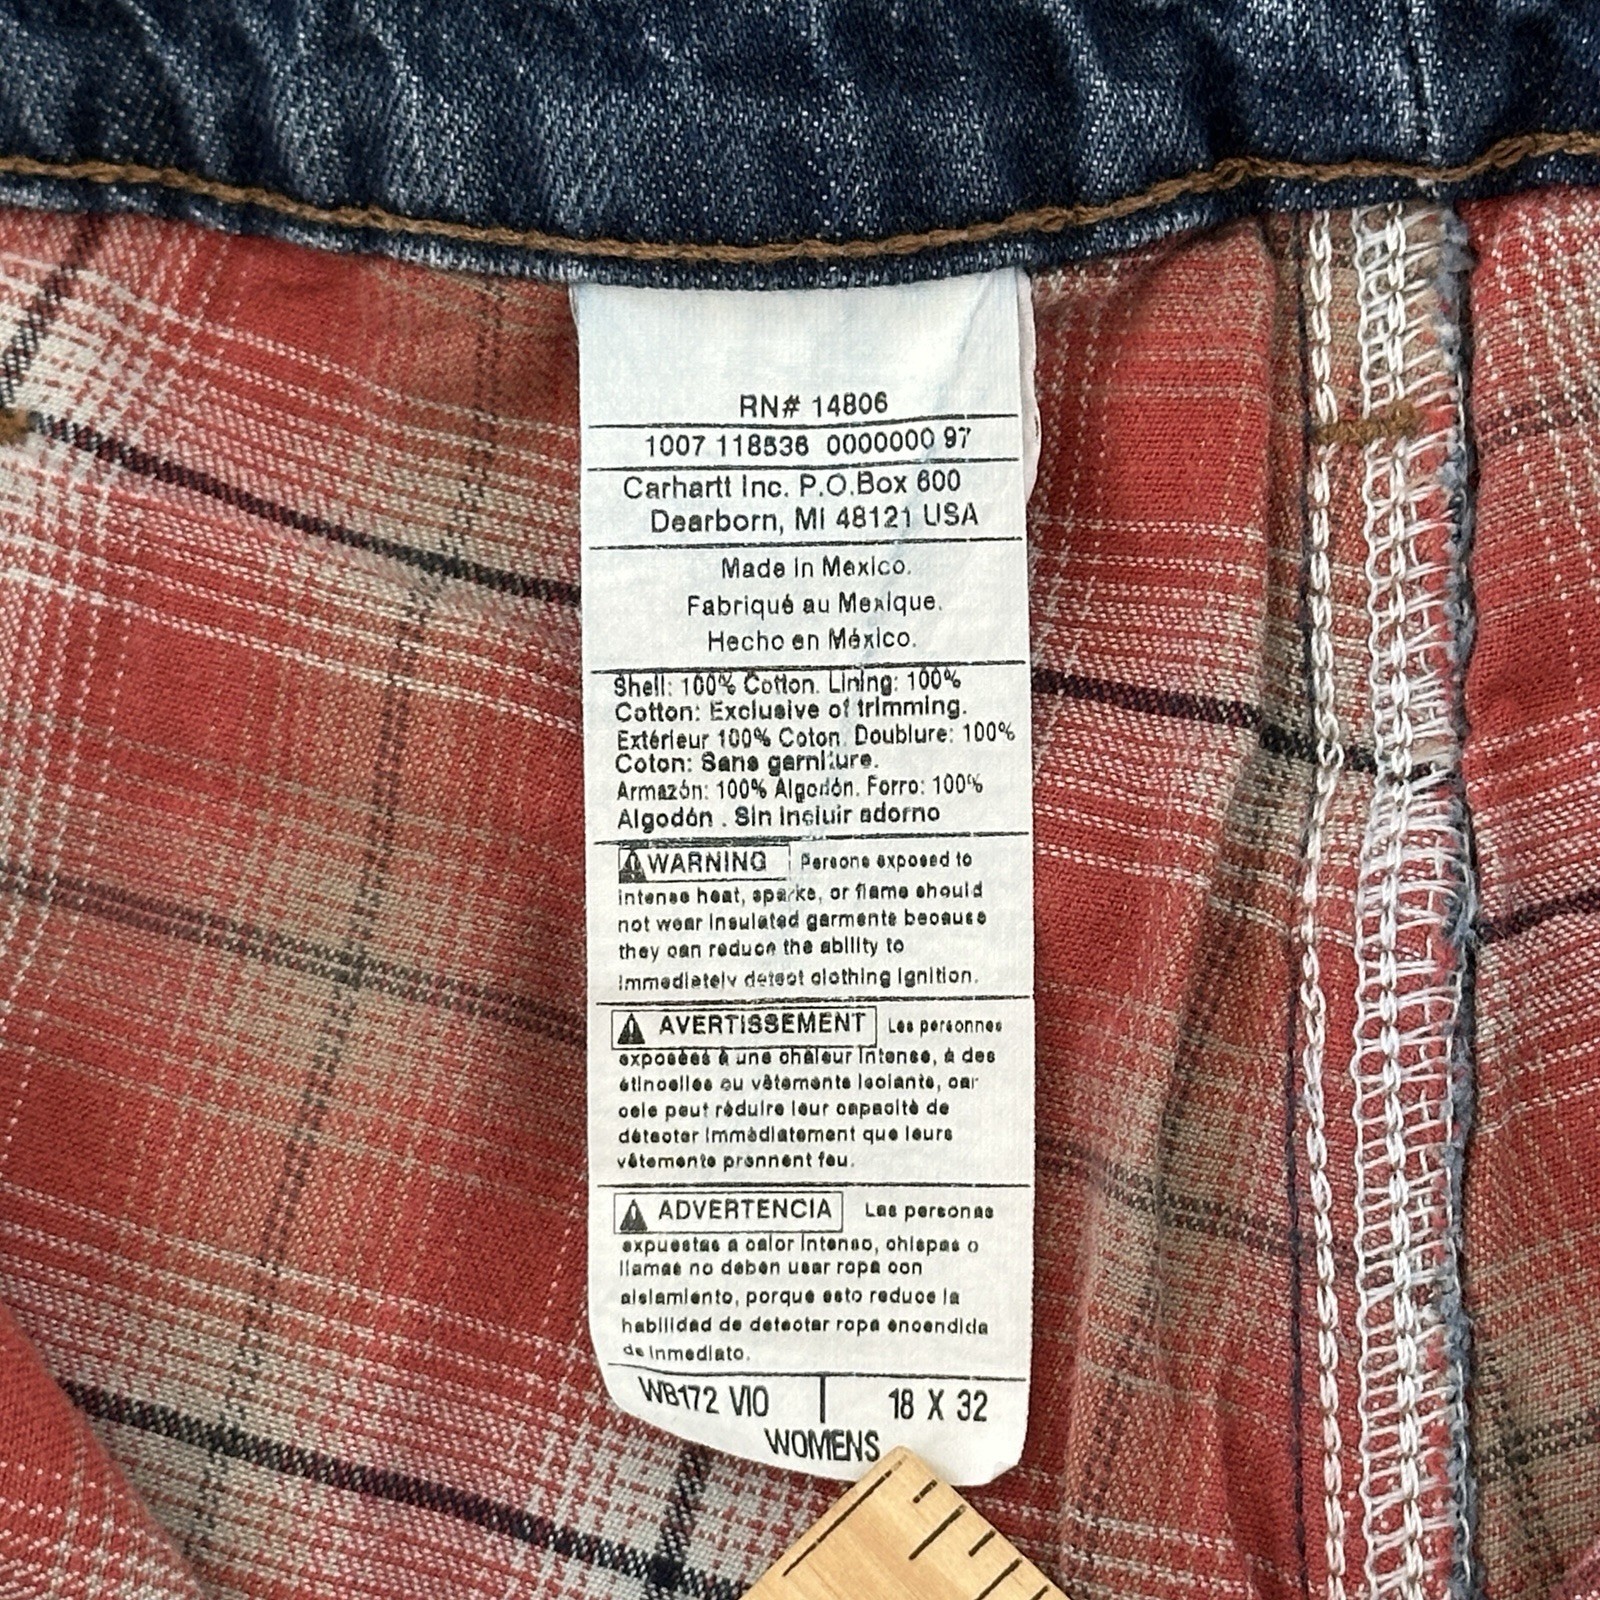 RN# 14806
1007 118536 0000000 97
Carhartt Inc. P.O.Box 600
Dearborn, MI 48121 USA
Made in Mexico.
Fabriqué au Mexique.
Hecho en México.
Shell: 100% Cotton. Lining: 100%
Cotton: Exclusive of trimming.
Extérieur 100% Coton. Doublure: 100%
Coton: Sans garniture.
Armazón: 100% Algodón. Forro: 100%
Algodón . Sin incluir adorno
WARNING Persons exposed to
intense heat, sparks, or flame should
not wear insulated garments because
they can reduce the ability to
immediately detect clothing ignition.
AVERTISSEMENT Les personnes
exposées à une chaleur intense, à des
étincelles ou vêtements isolants, car
cela peut réduire leur capacité de
détecter immédiatement que leurs
vêtements prennent feu.
ADVERTENCIA Las personas
expuestas a calor intenso, chispas o
llamas no deben usar ropa con
aislamiento, porque esto reduce la
habilidad de detectar ropa encendida
de inmediato.
WB172 VIO | 18 X 32
WOMENS